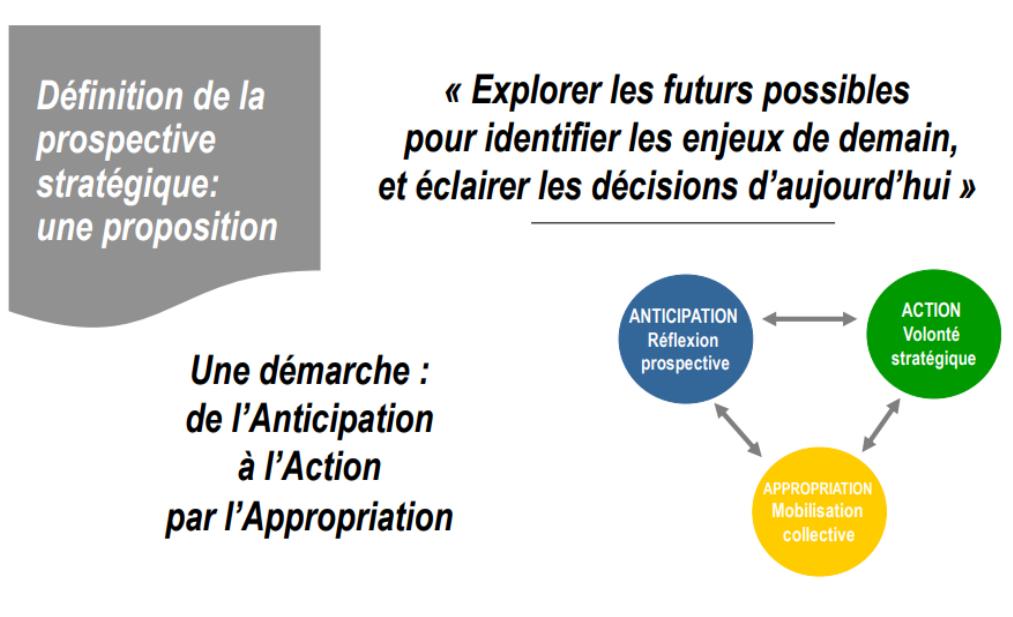 Définition de la
prospective
stratégique:
une proposition
« Explorer les futurs possibles
pour identifier les enjeux de demain,
et éclairer les décisions d’aujourd’hui »
Une démarche :
de l’Anticipation
à l’Action
par l’Appropriation
ANTICIPATION
Réflexion
prospective
ACTION
Volonté
stratégique
APPROPRIATION
Mobilisation
collective